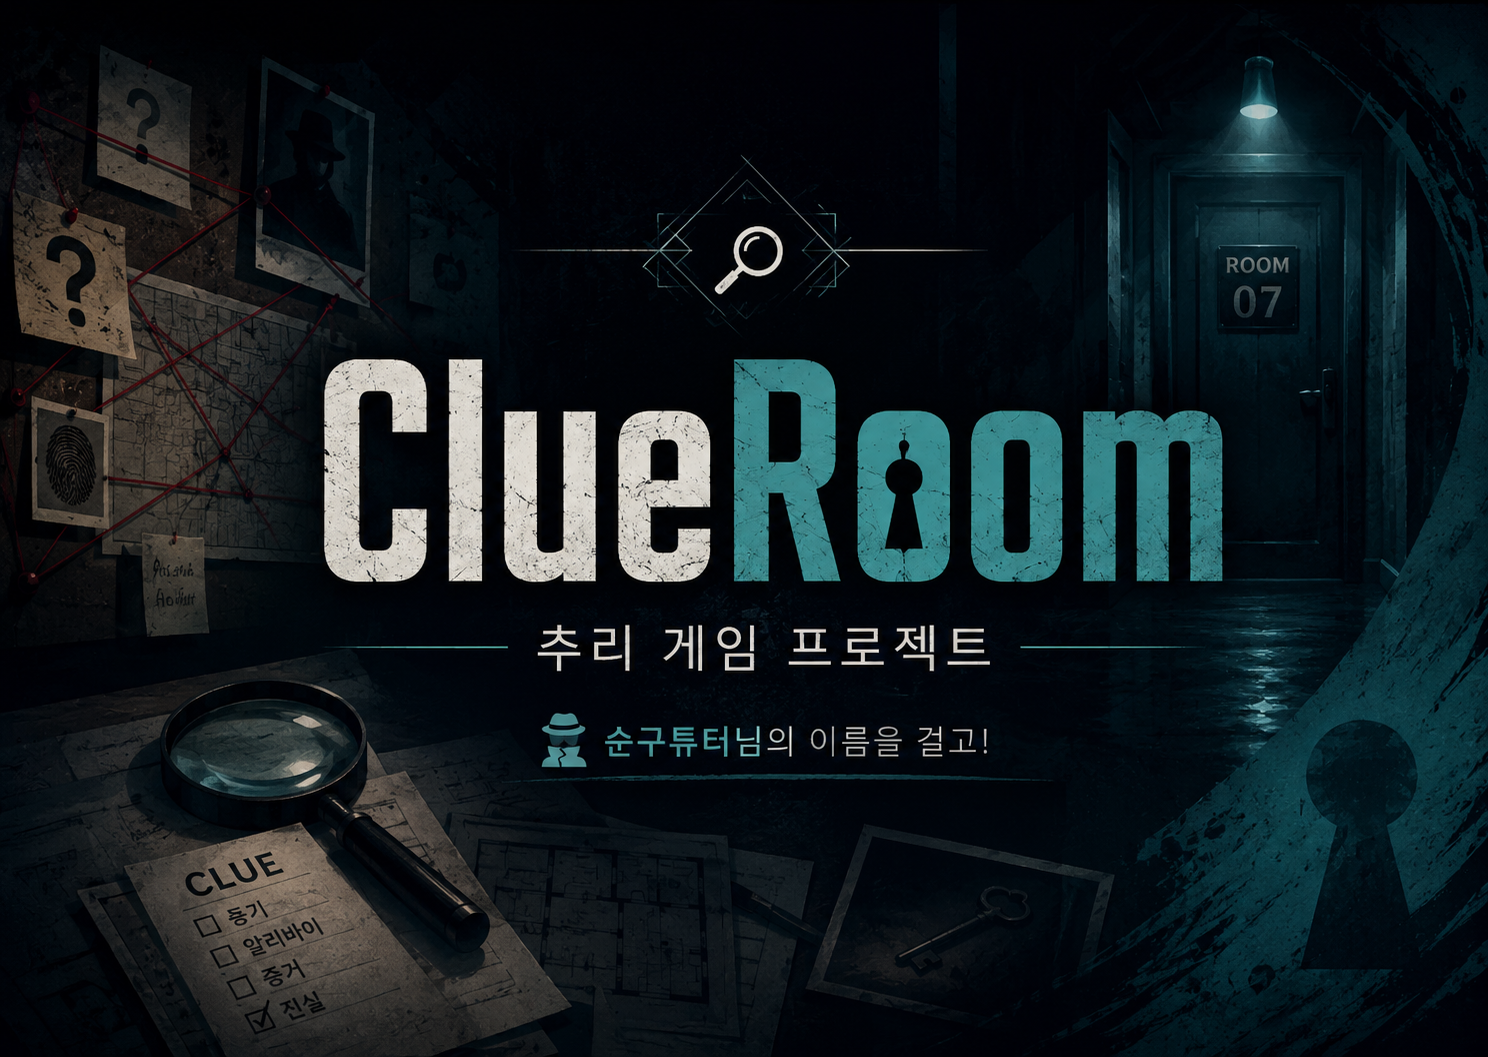 ?
?
ROOM
07
ClueRoom
추리 게임 프로젝트
순구튜터님의 이름을 걸고!
CLUE
동기
알리바이
증거
진실